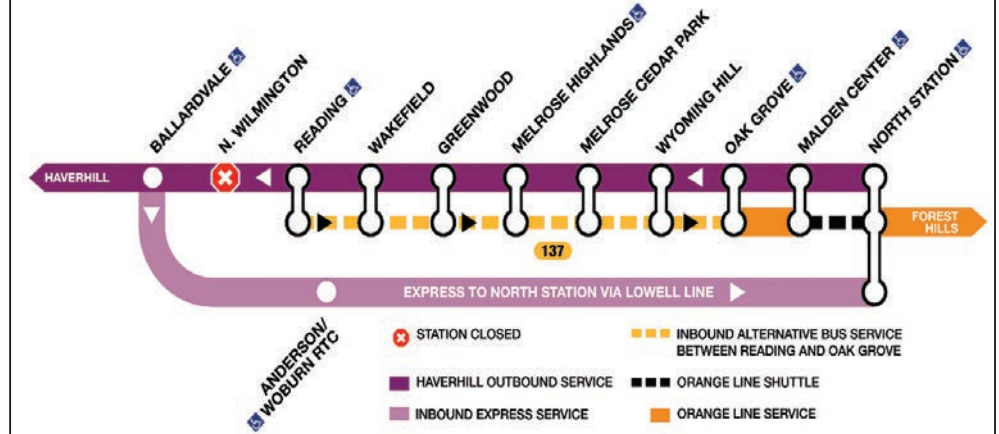 BALLARDVALE
N. WILMINGTON
READING
WAKEFIELD
GREENWOOD
MELROSE HIGHLANDS
MELROSE CEDAR PARK
WYOMING HILL
OAK GROVE
MALDEN CENTER
NORTH STATION
HAVERHILL
FOREST
HILLS
137
EXPRESS TO NORTH STATION VIA LOWELL LINE
ANDERSON/
WOBURN RTC
STATION CLOSED
INBOUND ALTERNATIVE BUS SERVICE
BETWEEN READING AND OAK GROVE
HAVERHILL OUTBOUND SERVICE
ORANGE LINE SHUTTLE
INBOUND EXPRESS SERVICE
ORANGE LINE SERVICE